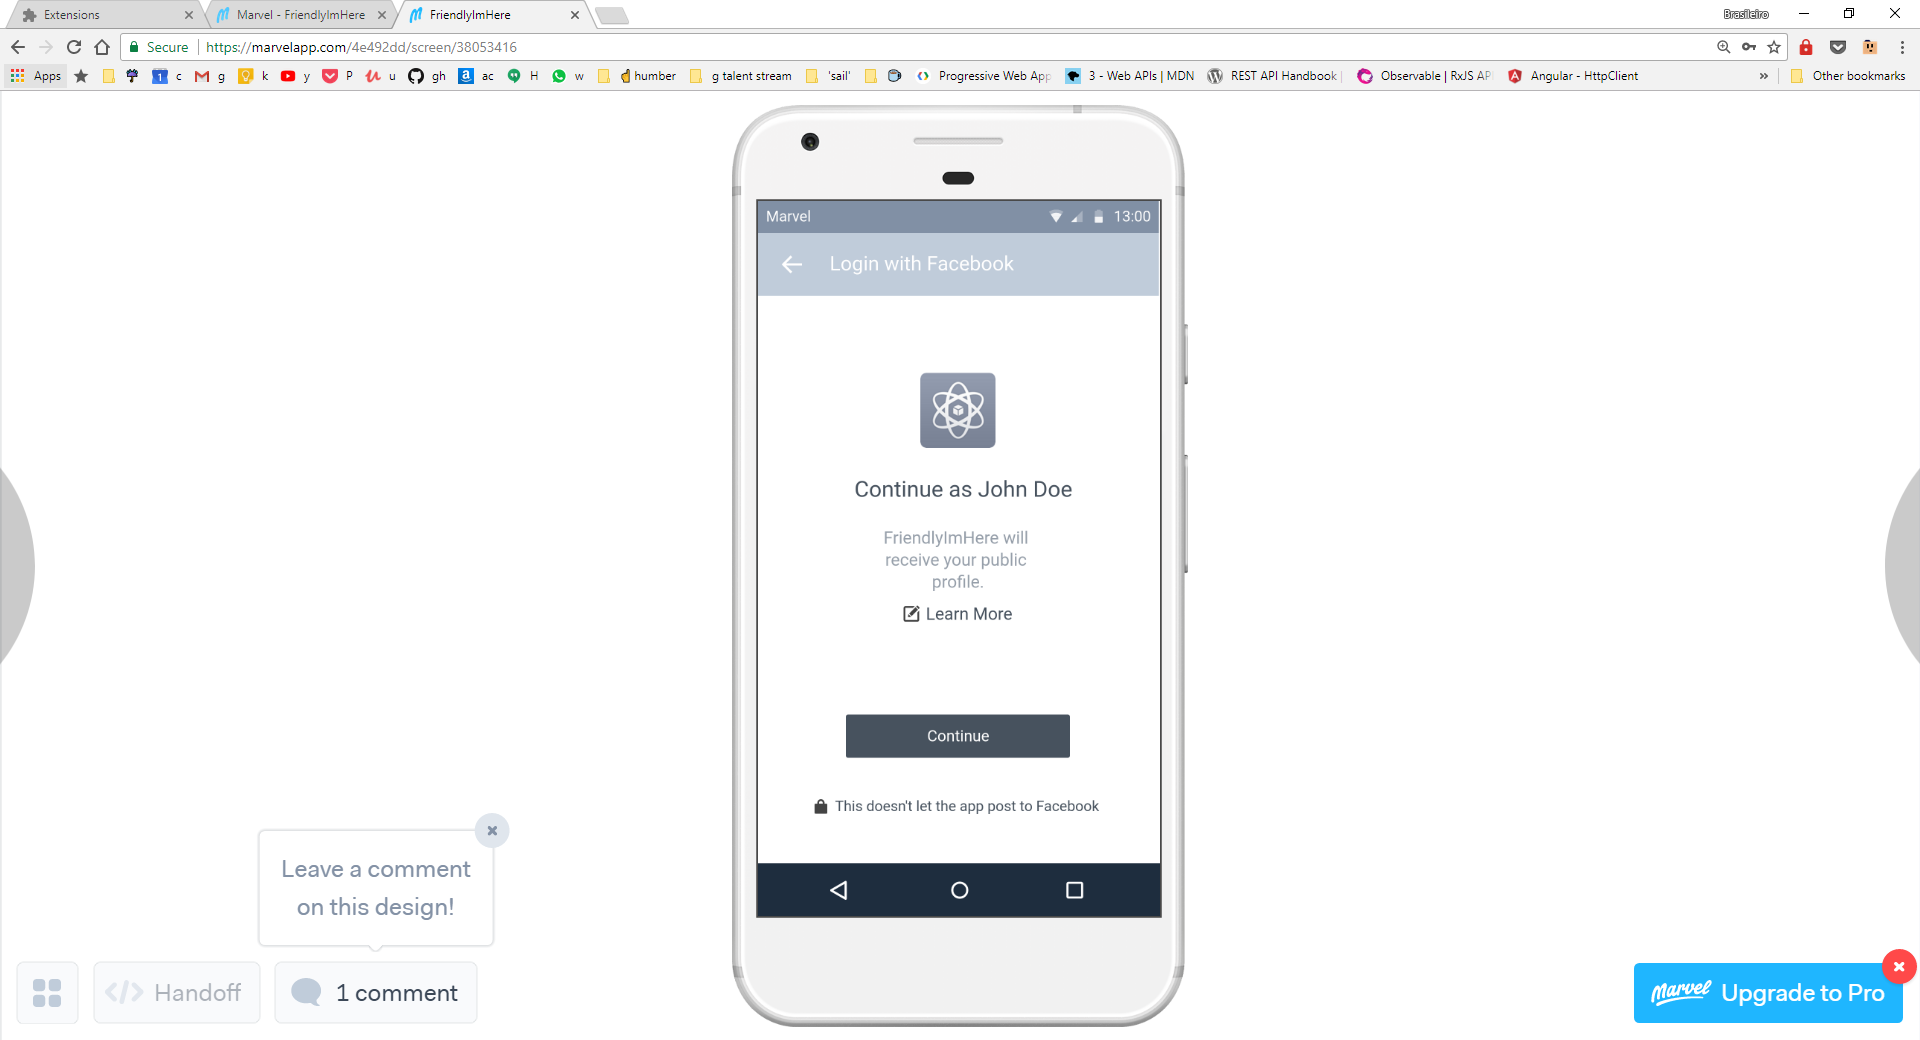 Extensions
Marvel - FriendlyImHere
FriendlyImHere
Brasileiro
Secure
https://marvelapp.com/4e492dd/screen/38053416
Apps
1 c
g
k
y
P
u
gh
a ac
H
w
humber
g talent stream
'sail'
Progressive Web App
3 - Web APIs | MDN
REST API Handbook
Observable | RxJS AP
Angular - HttpClient
» Other bookmarks
Marvel 13:00
Login with Facebook
Continue as John Doe
FriendlyImHere will
receive your public
profile.
Learn More
Continue
This doesn't let the app post to Facebook
Leave a comment
on this design!
</> Handoff
1 comment
Marvel Upgrade to Pro